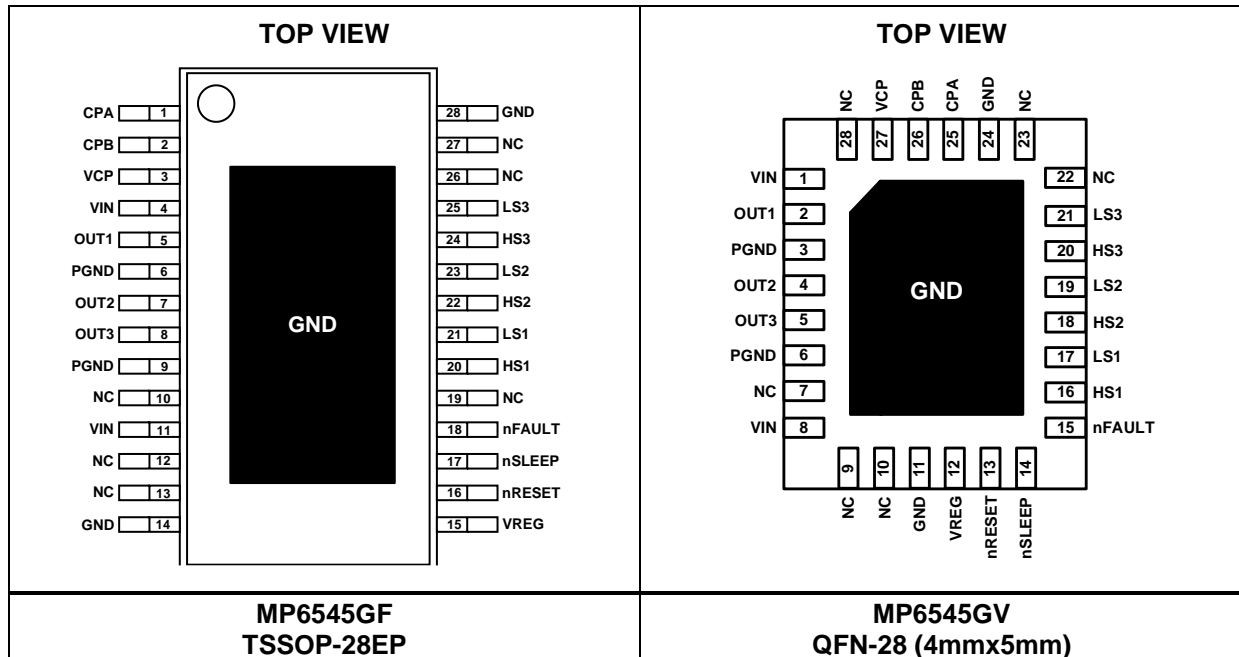 TOP VIEW
CPA 1
CPB 2
VCP 3
VIN 4
OUT1 5
PGND 6
OUT2 7
OUT3 8
PGND 9
NC 10
VIN 11
NC 12
NC 13
GND 14
GND
28 GND
27 NC
26 NC
25 LS3
24 HS3
23 LS2
22 HS2
21 LS1
20 HS1
19 NC
18 nFAULT
17 nSLEEP
16 nRESET
15 VREG
MP6545GF
TSSOP-28EP
TOP VIEW
NC VCP CPB CPA GND NC
28 27 26 25 24 23
VIN 1
OUT1 2
PGND 3
OUT2 4
OUT3 5
PGND 6
NC 7
VIN 8
GND
22 NC
21 LS3
20 HS3
19 LS2
18 HS2
17 LS1
16 HS1
15 nFAULT
9 10 11 12 13 14
NC NC GND VREG nRESET nSLEEP
MP6545GV
QFN-28 (4mmx5mm)